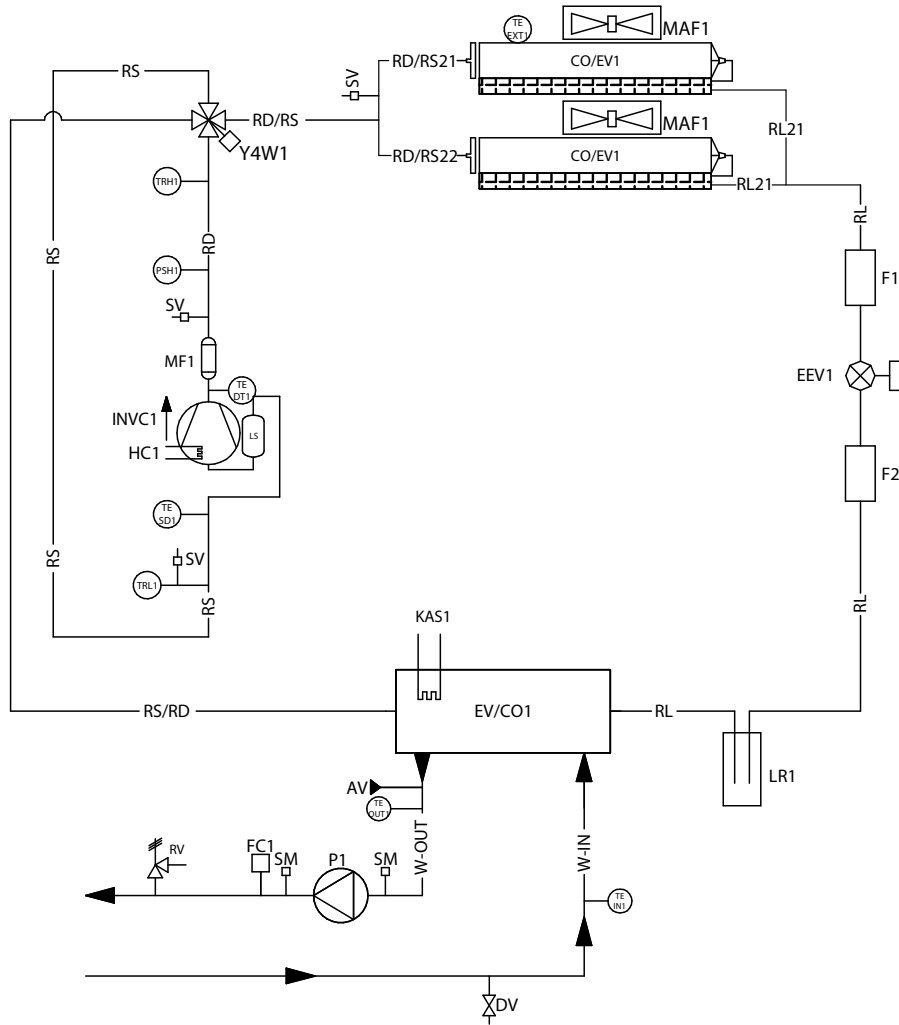 TE
EXT1
MAF1
RS
SV
RD/RS21
CO/EV1
RD/RS
MAF1
RL21
Y4W1
RD/RS22
CO/EV1
RL21
TRH1
RL
RD
RS
PSH1
F1
SV
MF1
EEV1
TE
DT1
INVC1
LS
HC1
F2
TE
SD1
SV
RS
TRL1
RS
RL
KAS1
RS/RD
EV/CO1
RL
LR1
AV
TE
OUT1
W-OUT
W-IN
RV
FC1
SM
P1
SM
TE
IN1
DV